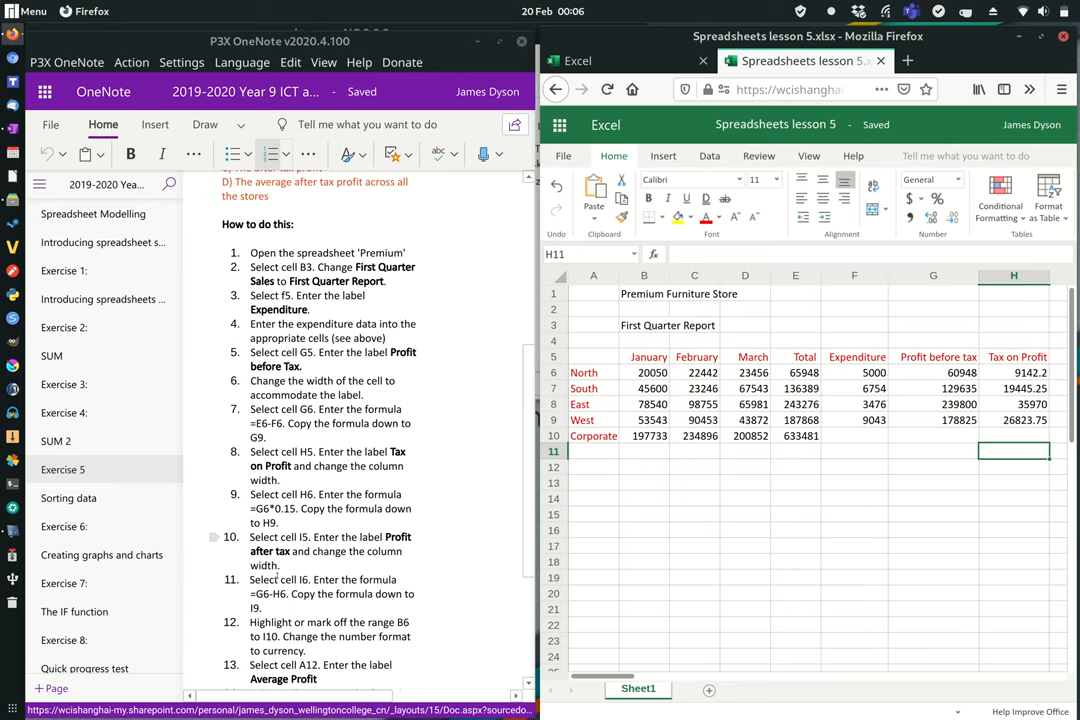 Menu
Firefox
20 Feb 00:06
P3X OneNote v2020.4.100
P3X OneNote Action Settings Language Edit View Help Donate
OneNote 2019-2020 Year 9 ICT a... - Saved James Dyson
File Home Insert Draw Tell me what you want to do
abc
2019-2020 Yea...
Spreadsheet Modelling
Introducing spreadsheet s...
Exercise 1:
Introducing spreadsheets ...
Exercise 2:
SUM
Exercise 3:
Exercise 4:
SUM 2
Exercise 5
Sorting data
Exercise 6:
Creating graphs and charts
Exercise 7:
The IF function
Exercise 8:
Quick progress test
+ Page
D) The average after tax profit across all
the stores
How to do this:
1. Open the spreadsheet 'Premium'
2. Select cell B3. Change First Quarter
Sales to First Quarter Report.
3. Select f5. Enter the label
Expenditure.
4. Enter the expenditure data into the
appropriate cells (see above)
5. Select cell G5. Enter the label Profit
before Tax.
6. Change the width of the cell to
accommodate the label.
7. Select cell G6. Enter the formula
=E6-F6. Copy the formula down to
G9.
8. Select cell H5. Enter the label Tax
on Profit and change the column
width.
9. Select cell H6. Enter the formula
=G6*0.15. Copy the formula down
to H9.
10. Select cell I5. Enter the label Profit
after tax and change the column
width.
11. Select cell I6. Enter the formula
=G6-H6. Copy the formula down to
I9.
12. Highlight or mark off the range B6
to I10. Change the number format
to currency.
13. Select cell A12. Enter the label
Average Profit
https://wcishanghai-my.sharepoint.com/personal/james_dyson_wellingtoncollege_cn/_layouts/15/Doc.aspx?sourcedo...
Spreadsheets lesson 5.xlsx - Mozilla Firefox
Excel
Spreadsheets lesson 5.x
https://wcishanghai
Excel Spreadsheets lesson 5 - Saved James Dyson
File Home Insert Data Review View Help Tell me what you want to do
Calibri 11 General
Paste
B I U D
Conditional Formatting
Format as Table
Undo Clipboard Font Alignment Number Tables
H11 fx
A B C D E F G H
1 Premium Furniture Store
2
3 First Quarter Report
4
5 January February March Total Expenditure Profit before tax Tax on Profit
6 North 20050 22442 23456 65948 5000 60948 9142.2
7 South 45600 23246 67543 136389 6754 129635 19445.25
8 East 78540 98755 65981 243276 3476 239800 35970
9 West 53543 90453 43872 187868 9043 178825 26823.75
10 Corporate 197733 234896 200852 633481
11
12
13
14
15
16
17
18
19
20
21
22
23
24
Sheet1
Help Improve Office